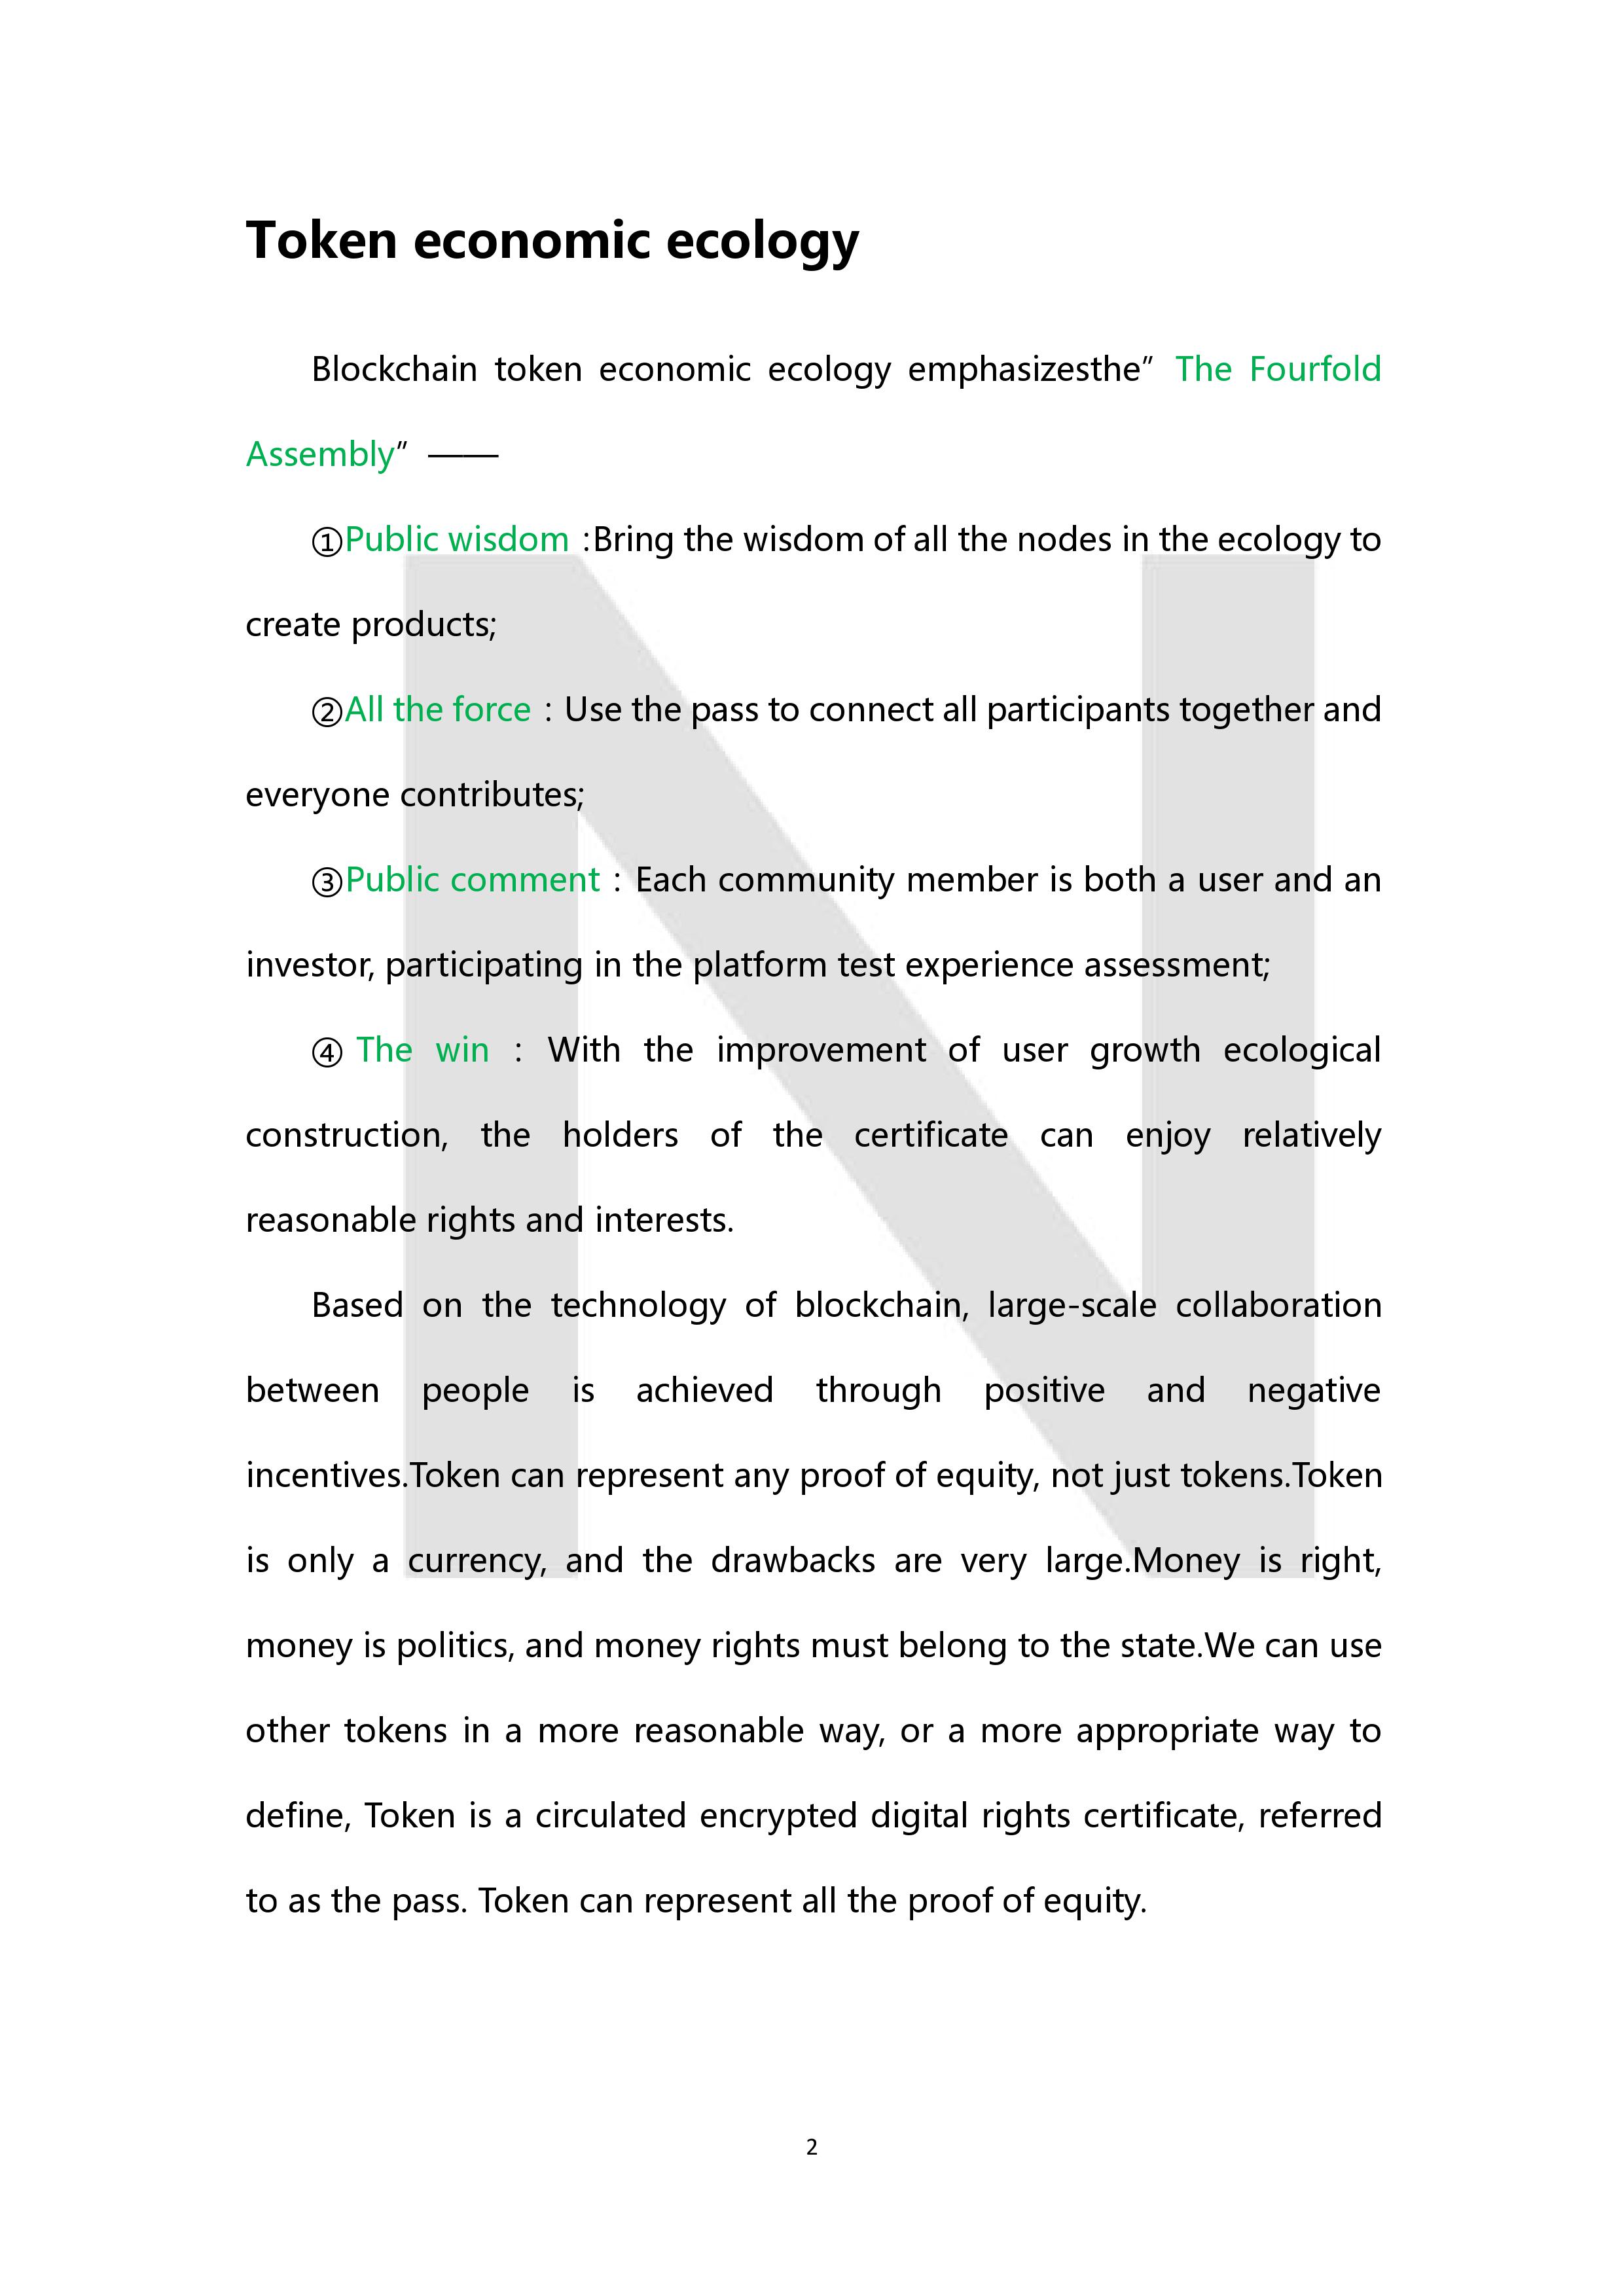 Token economic ecology
Blockchain token economic ecology emphasizesthe” The Fourfold
Assembly” ——
①Public wisdom :Bring the wisdom of all the nodes in the ecology to
create products;
②All the force : Use the pass to connect all participants together and
everyone contributes;
③Public comment : Each community member is both a user and an
investor, participating in the platform test experience assessment;
④ The win : With the improvement of user growth ecological
construction, the holders of the certificate can enjoy relatively
reasonable rights and interests.
Based on the technology of blockchain, large-scale collaboration
between people is achieved through positive and negative
incentives.Token can represent any proof of equity, not just tokens.Token
is only a currency, and the drawbacks are very large.Money is right,
money is politics, and money rights must belong to the state.We can use
other tokens in a more reasonable way, or a more appropriate way to
define, Token is a circulated encrypted digital rights certificate, referred
to as the pass. Token can represent all the proof of equity.
N
2